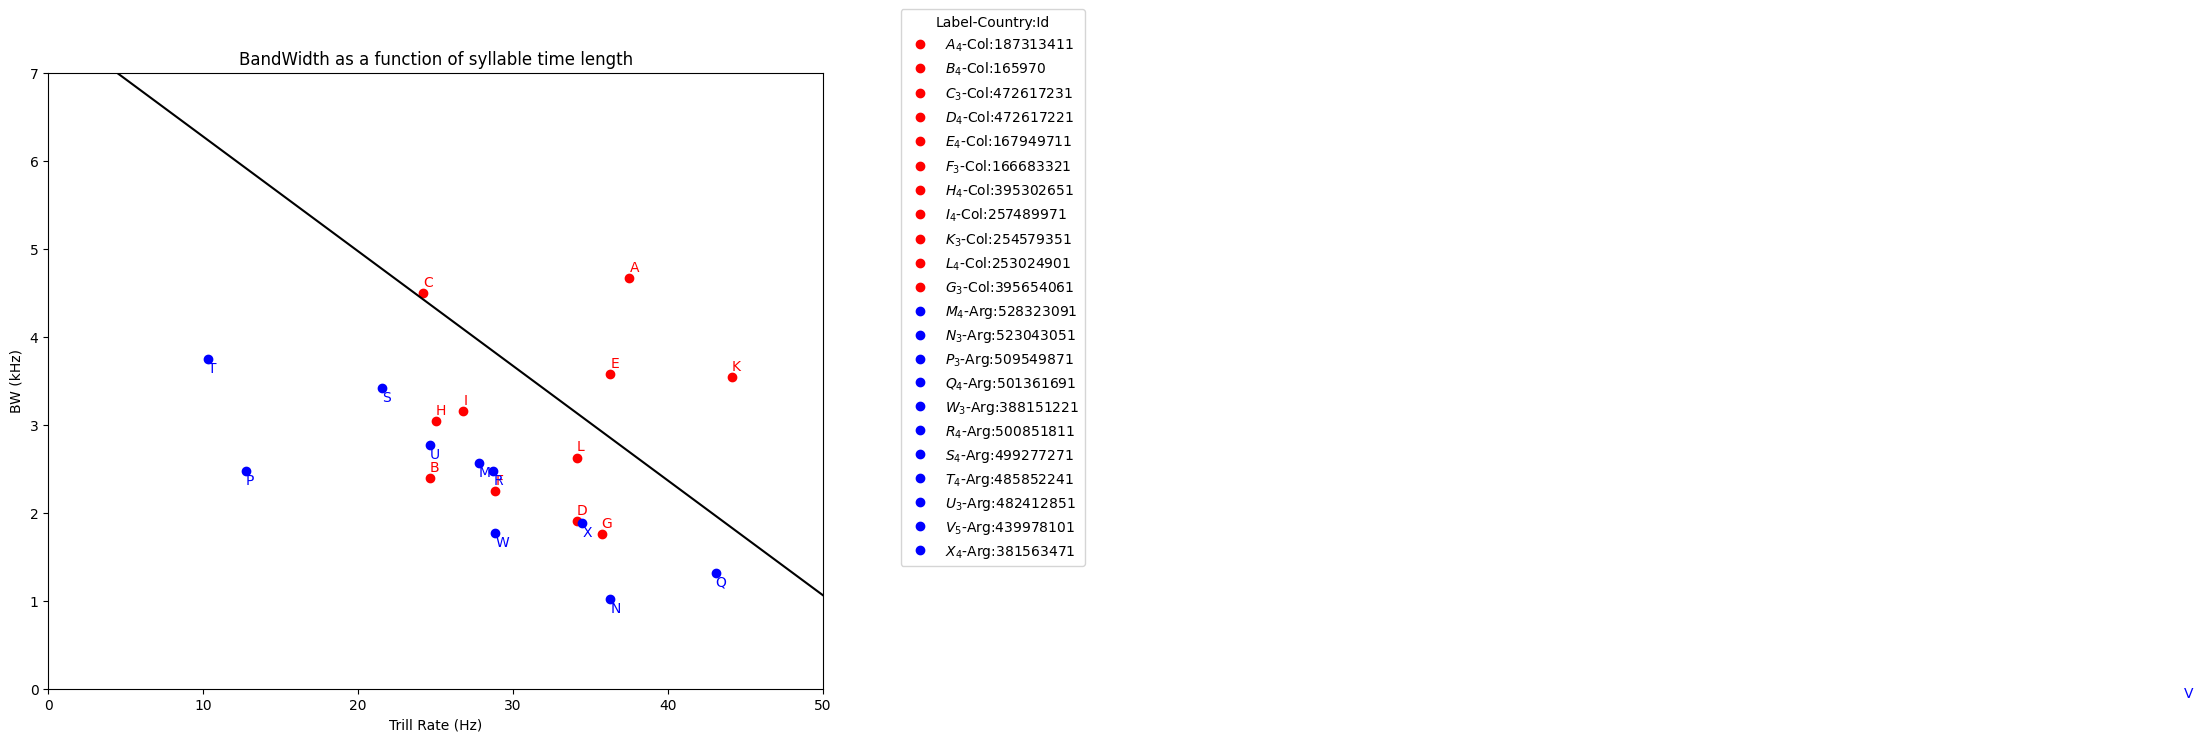 Label-Country:Id
A4-Col:187313411
B4-Col:165970
C3-Col:472617231
D4-Col:472617221
E4-Col:167949711
F3-Col:166683321
H4-Col:395302651
I4-Col:257489971
K3-Col:254579351
L4-Col:253024901
G3-Col:395654061
M4-Arg:528323091
N3-Arg:523043051
P3-Arg:509549871
Q4-Arg:501361691
W3-Arg:388151221
R4-Arg:500851811
S4-Arg:499277271
T4-Arg:485852241
U3-Arg:482412851
V5-Arg:439978101
X4-Arg:381563471
BandWidth as a function of syllable time length
7
6
5
4
3
2
1
0
BW (kHz)
A
C
E
K
T
S
I
H
U
L
B
M
F
R
P
D
G
X
W
Q
N
V
0 10 20 30 40 50
Trill Rate (Hz)